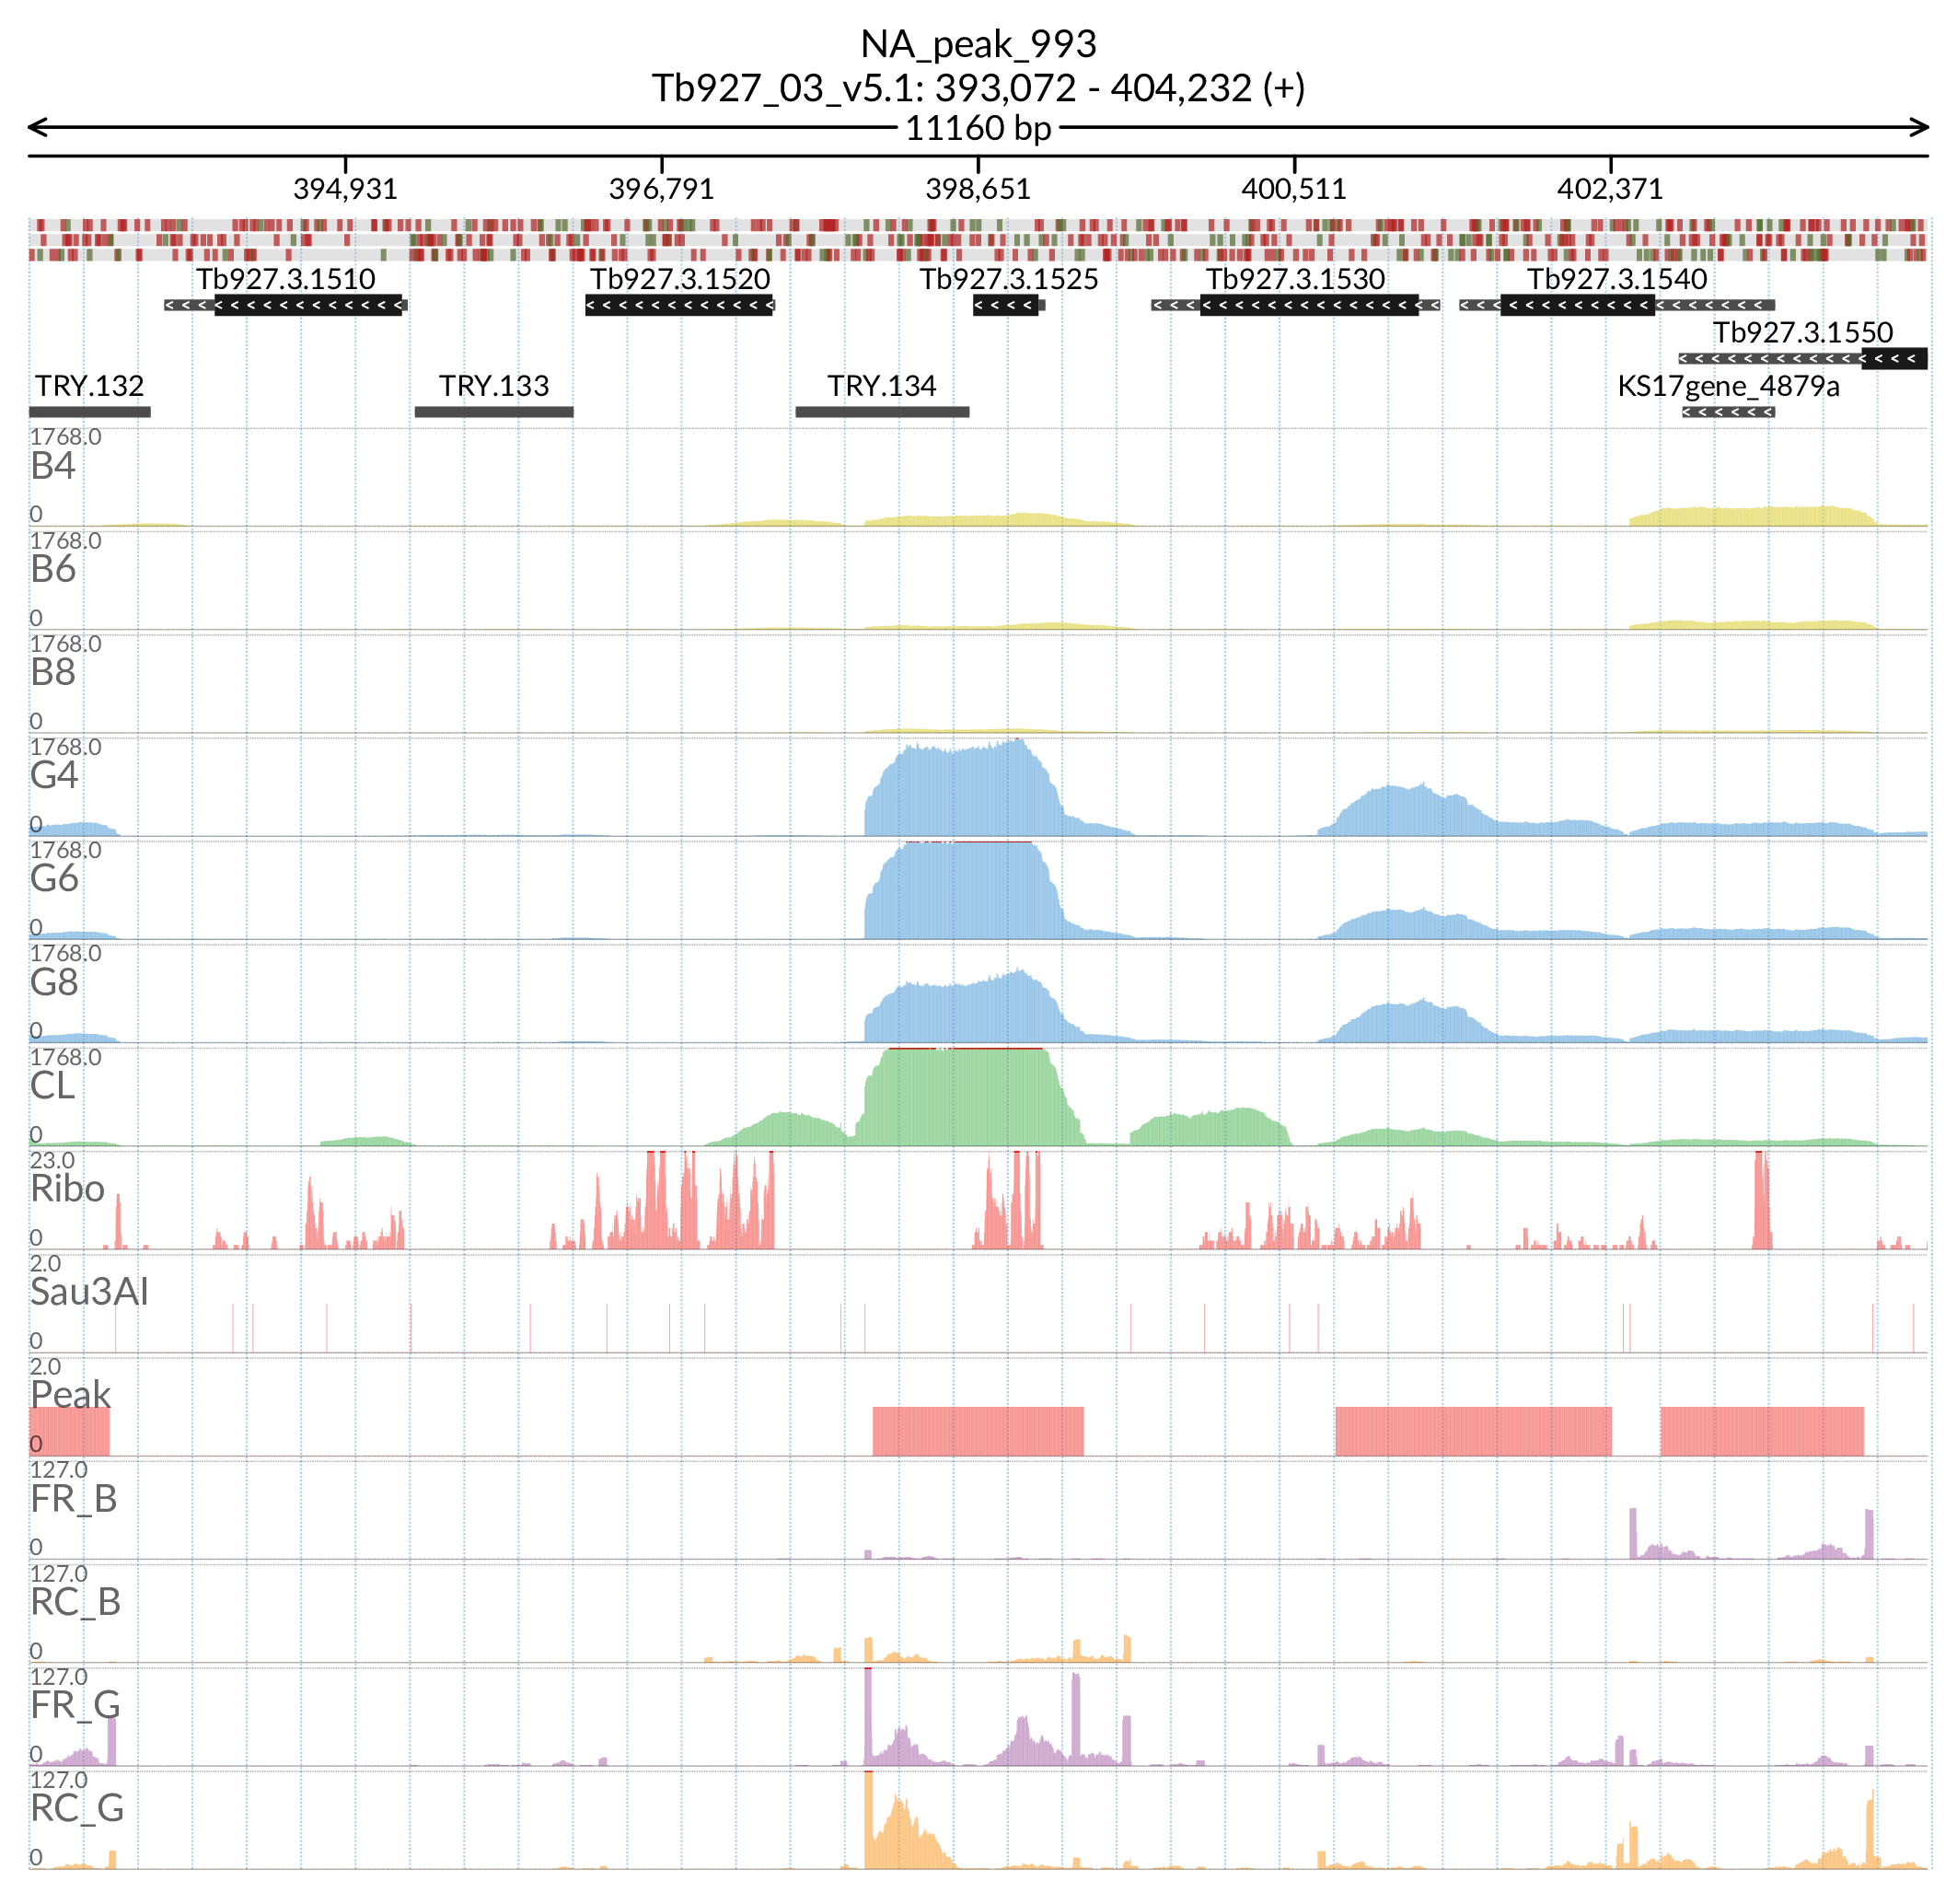 NA_peak_993
Tb927_03_v5.1: 393,072 - 404,232 (+)
11160 bp
394,931 396,791 398,651 400,511 402,371
Tb927.3.1510 Tb927.3.1520 Tb927.3.1525 Tb927.3.1530 Tb927.3.1540
Tb927.3.1550
TRY.132 TRY.133 TRY.134 KS17gene_4879a
1768.0
B4
0
1768.0
B6
0
1768.0
B8
0
1768.0
G4
0
1768.0
G6
0
1768.0
G8
0
1768.0
CL
0
23.0
Ribo
0
2.0
Sau3AI
0
2.0
Peak
0
127.0
FR_B
0
127.0
RC_B
0
127.0
FR_G
0
127.0
RC_G
0